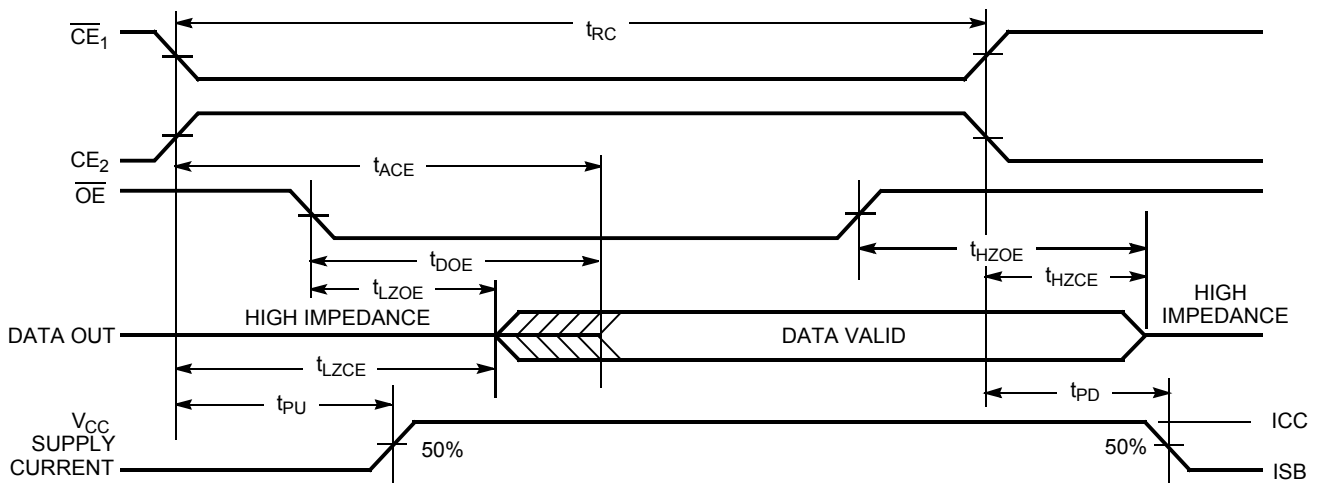 CE1
tRC
CE2
tACE
OE
tDOE
tHZOE
tLZOE
tHZCE
HIGH
IMPEDANCE
HIGH IMPEDANCE
DATA OUT
DATA VALID
tLZCE
tPU
tPD
VCC
SUPPLY
CURRENT
50%
50%
ICC
ISB